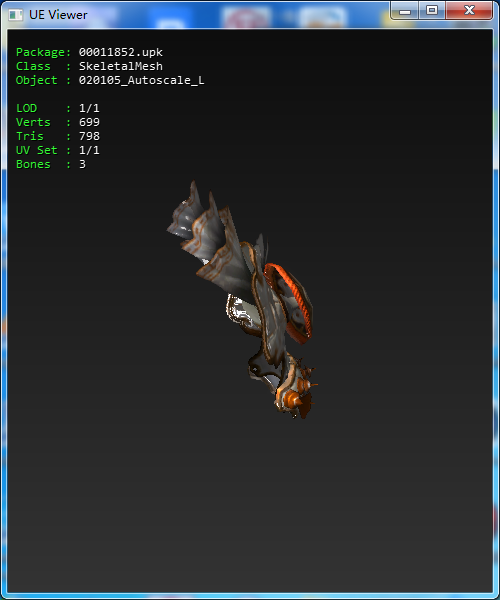 UE Viewer
Package: 00011852.upk
Class : SkeletalMesh
Object : 020105_Autoscale_L
LOD : 1/1
Verts : 699
Tris : 798
UV Set : 1/1
Bones : 3